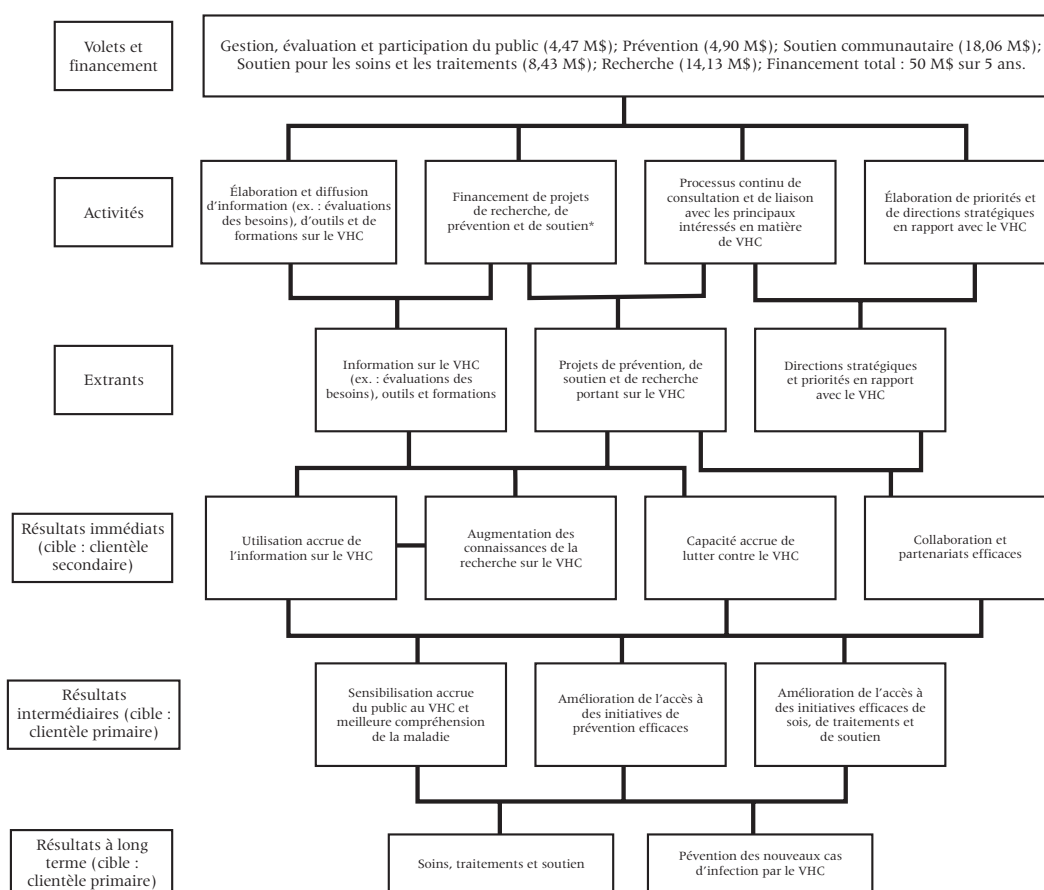 Volets et
financement
Gestion, évaluation et participation du public (4,47 M$); Prévention (4,90 M$); Soutien communautaire (18,06 M$);
Soutien pour les soins et les traitements (8,43 M$); Recherche (14,13 M$); Financement total : 50 M$ sur 5 ans.
Activités
Élaboration et diffusion
d'information (ex. : évaluations
des besoins), d'outils et de
formations sur le VHC
Financement de projets
de recherche, de
prévention et de soutien*
Processus continu de
consultation et de liaison
avec les principaux
intéressés en matière
de VHC
Élaboration de priorités et
de directions stratégiques
en rapport avec le VHC
Extrants
Information sur le VHC
(ex. : évaluations des
besoins), outils et formations
Projets de prévention, de
soutien et de recherche
portant sur le VHC
Directions stratégiques
et priorités en rapport
avec le VHC
Résultats immédiats
(cible : clientèle
secondaire)
Utilisation accrue de
l'information sur le VHC
Augmentation des
connaissances de la
recherche sur le VHC
Capacité accrue de
lutter contre le VHC
Collaboration et
partenariats efficaces
Résultats
intermédiaires (cible :
clientèle primaire)
Sensibilisation accrue
du public au VHC et
meilleure compréhension
de la maladie
Amélioration de l'accès à
des initiatives de
prévention efficaces
Amélioration de l'accès à
des initiatives efficaces de
sois, de traitements et
de soutien
Résultats à long
terme (cible :
clientèle primaire)
Soins, traitements et soutien
Pévention des nouveaux cas
d'infection par le VHC